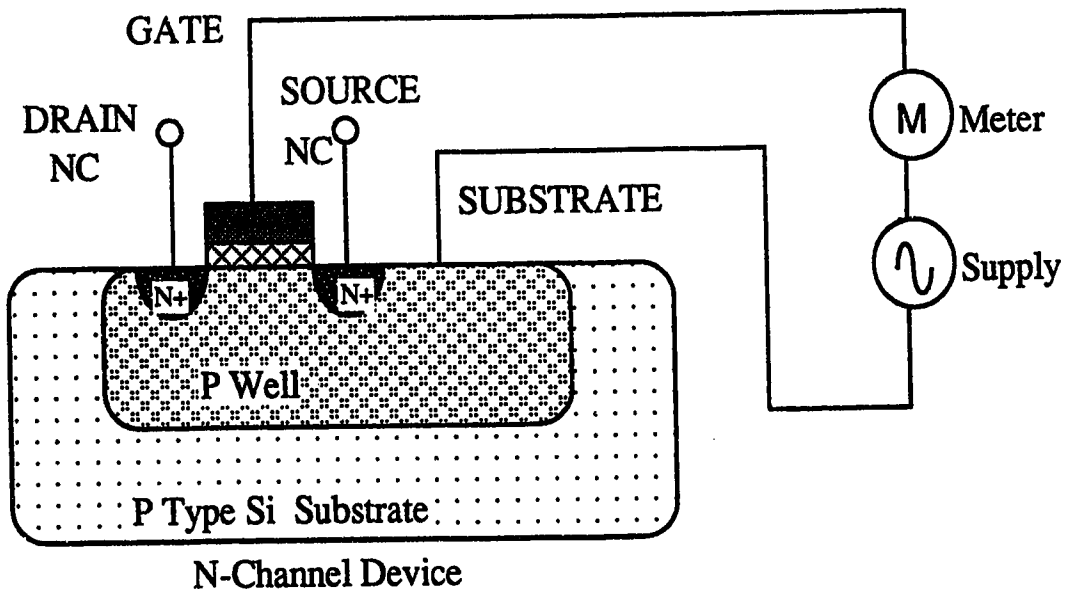 GATE
SOURCE
NC
DRAIN
NC
M
Meter
SUBSTRATE
Supply
N+
N+
P Well
P Type Si Substrate
N-Channel Device